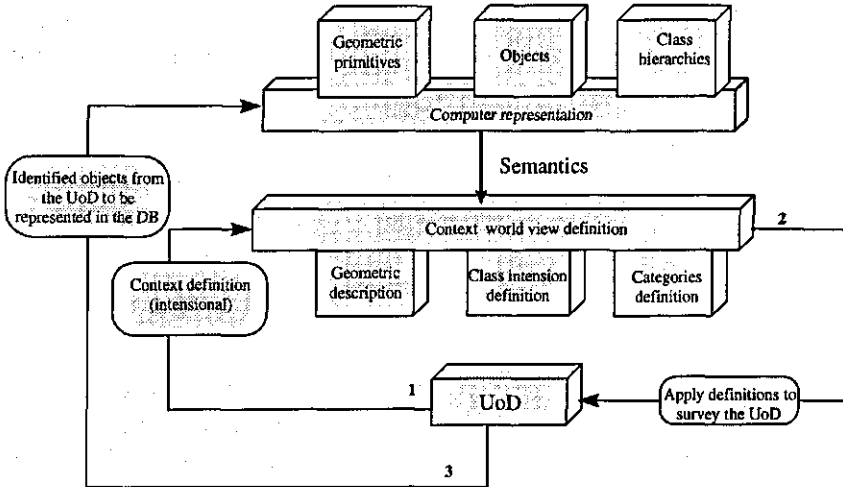 Geometric
primitives
Objects
Class
hierarchies
Computer representation
Semantics
Identified objects from
the UoD to be
represented in the DB
Context world view definition
2
Context definition
(intensional)
Geometric
description
Class intension
definition
Categories
definition
1
UoD
Apply definitions to
survey the UoD
3